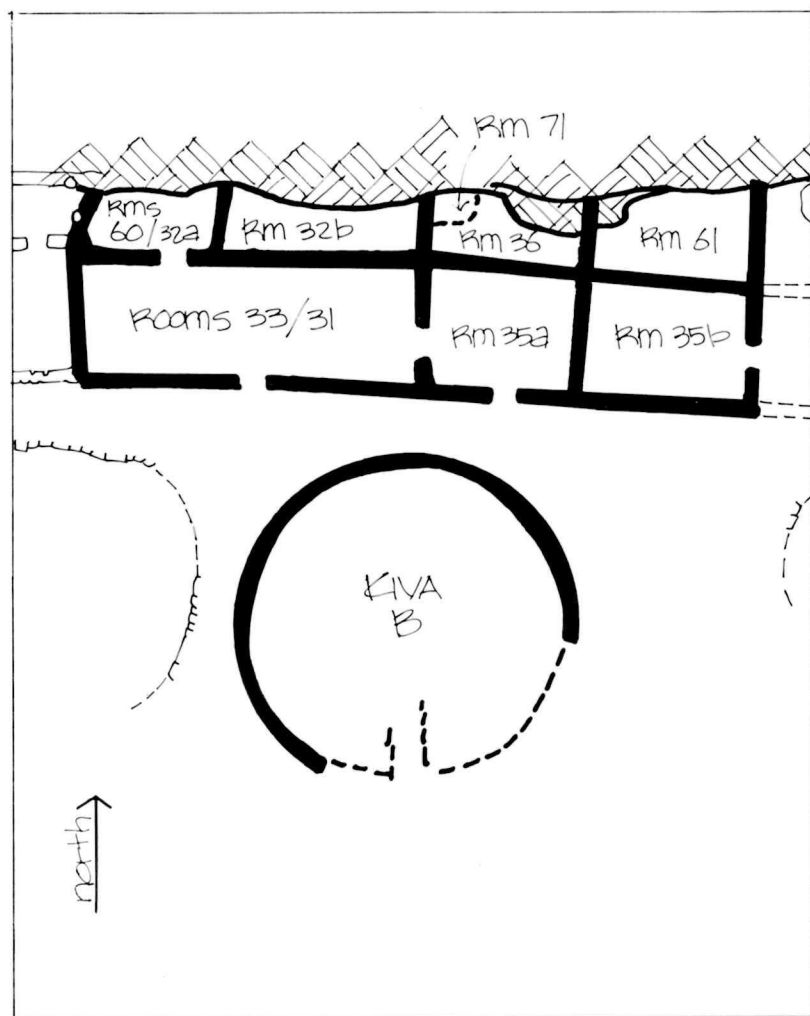 Rm 71
Rms
60/32a
Rm 32b
Rm 36
Rm 61
Rooms 33/31
Rm 35a
Rm 35b
KIVA
B
north